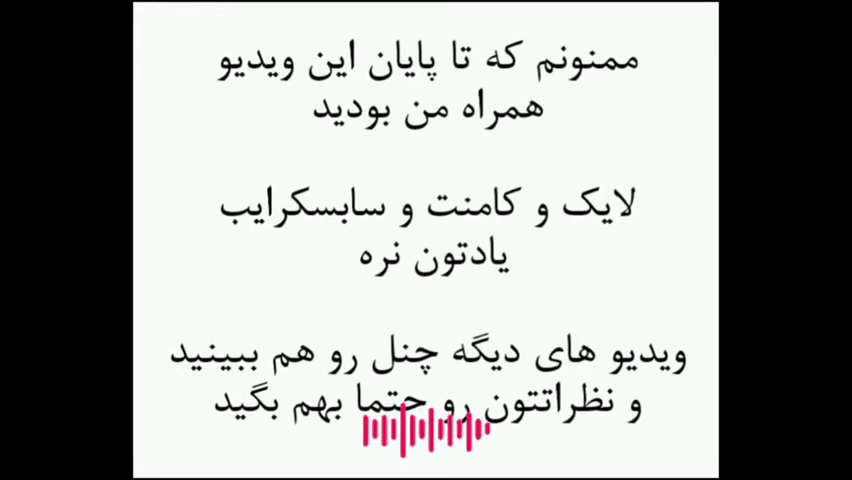 ممنونم که تا پایان این ویدیو
همراه من بودید
لایک و کامنت و سابسکرایب
یادتون نره
ویدیو های دیگه چنل رو هم ببینید
و نظراتتون رو حتما بهم بگید